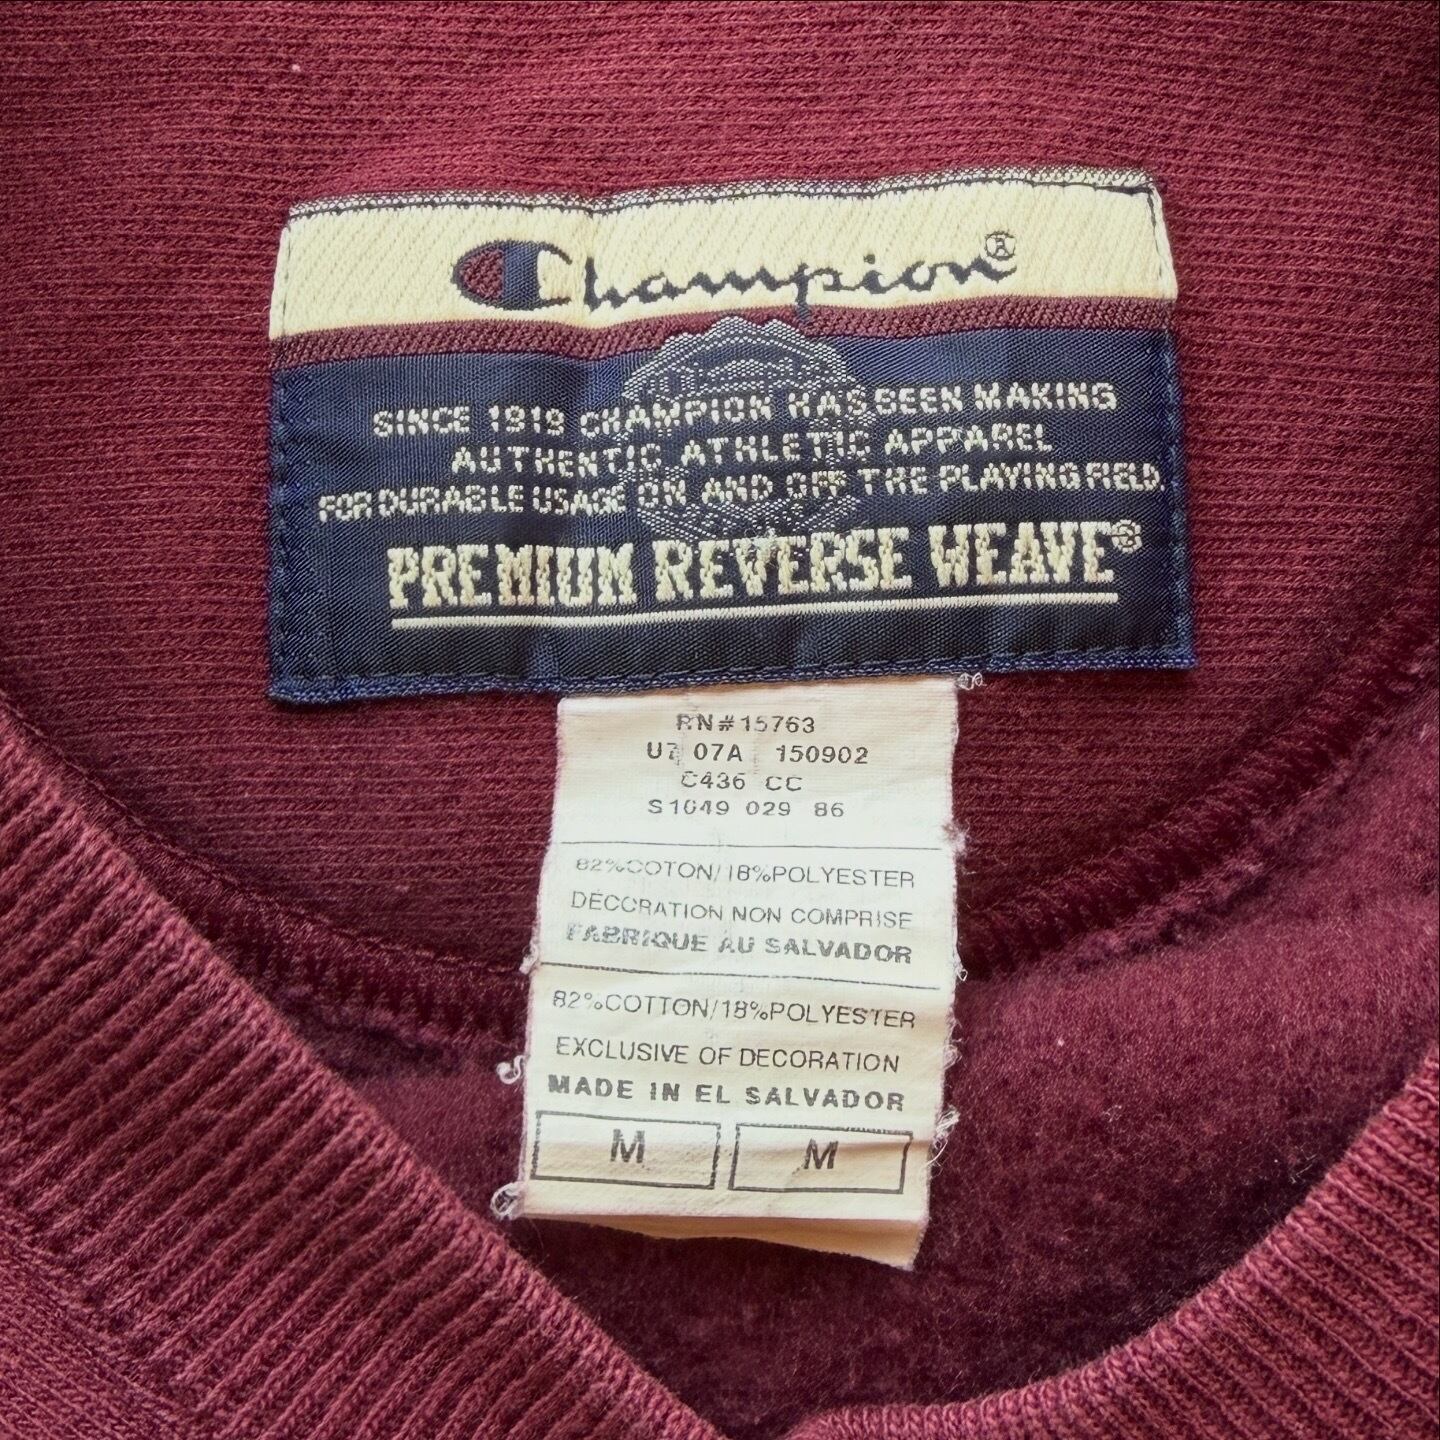 Champion®
SINCE 1919 CHAMPION HAS BEEN MAKING
AUTHENTIC ATHLETIC APPAREL
FOR DURABLE USAGE ON AND OFF THE PLAYING FIELD
PREMIUM REVERSE WEAVE®
RN#15763
U7 07A 150902
C436 CC
S1049 029 86
82%COTON/18%POLYESTER
DECORATION NON COMPRISE
FABRIQUE AU SALVADOR
82%COTTON/18%POLYESTER
EXCLUSIVE OF DECORATION
MADE IN EL SALVADOR
M M